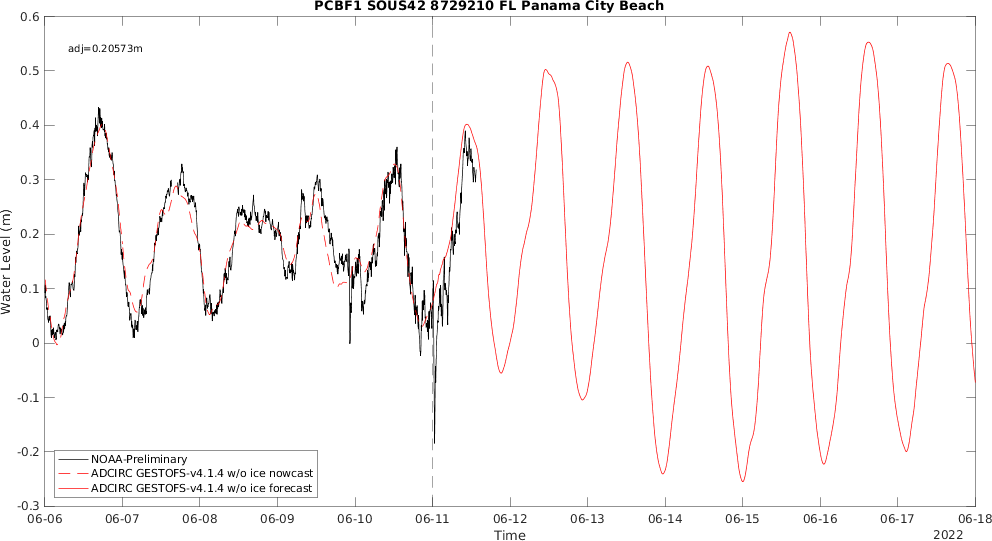 PCBF1 SOUS42 8729210 FL Panama City Beach
adj=0.20573m
0.6
0.5
0.4
0.3
0.2
0.1
0
-0.1
-0.2
-0.3
Water Level (m)
NOAA-Preliminary
ADCIRC GESTOFS-v4.1.4 w/o ice nowcast
ADCIRC GESTOFS-v4.1.4 w/o ice forecast
06-06 06-07 06-08 06-09 06-10 06-11 06-12 06-13 06-14 06-15 06-16 06-17 06-18
Time
2022